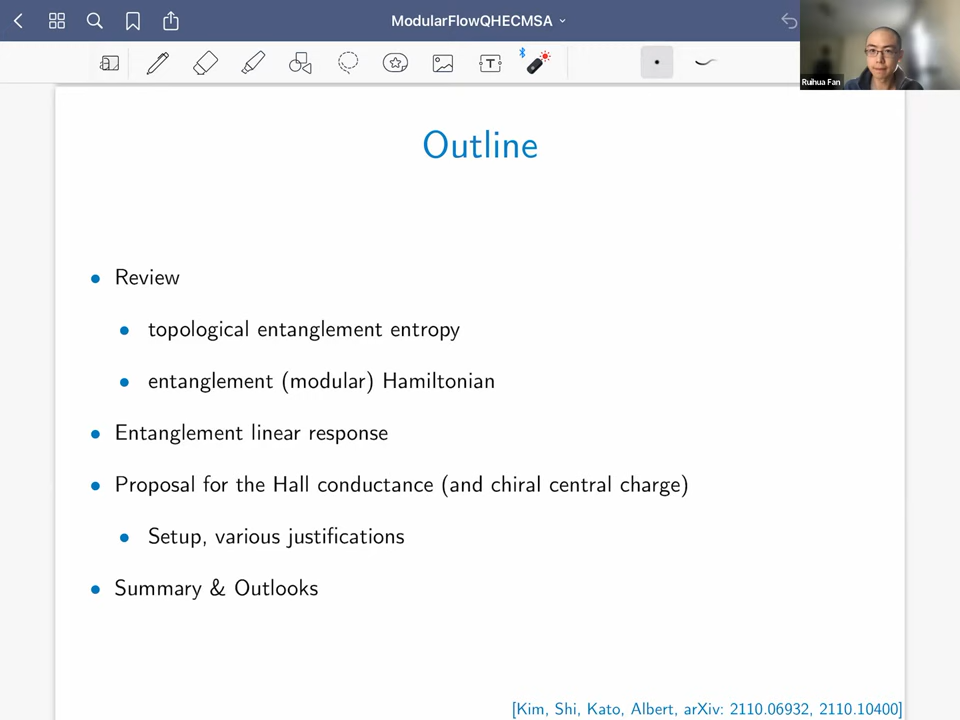 ModularFlowQHECMSA
T
Ruihua Fan
Outline
Review
topological entanglement entropy
entanglement (modular) Hamiltonian
Entanglement linear response
Proposal for the Hall conductance (and chiral central charge)
Setup, various justifications
Summary & Outlooks
[Kim, Shi, Kato, Albert, arXiv: 2110.06932, 2110.10400]